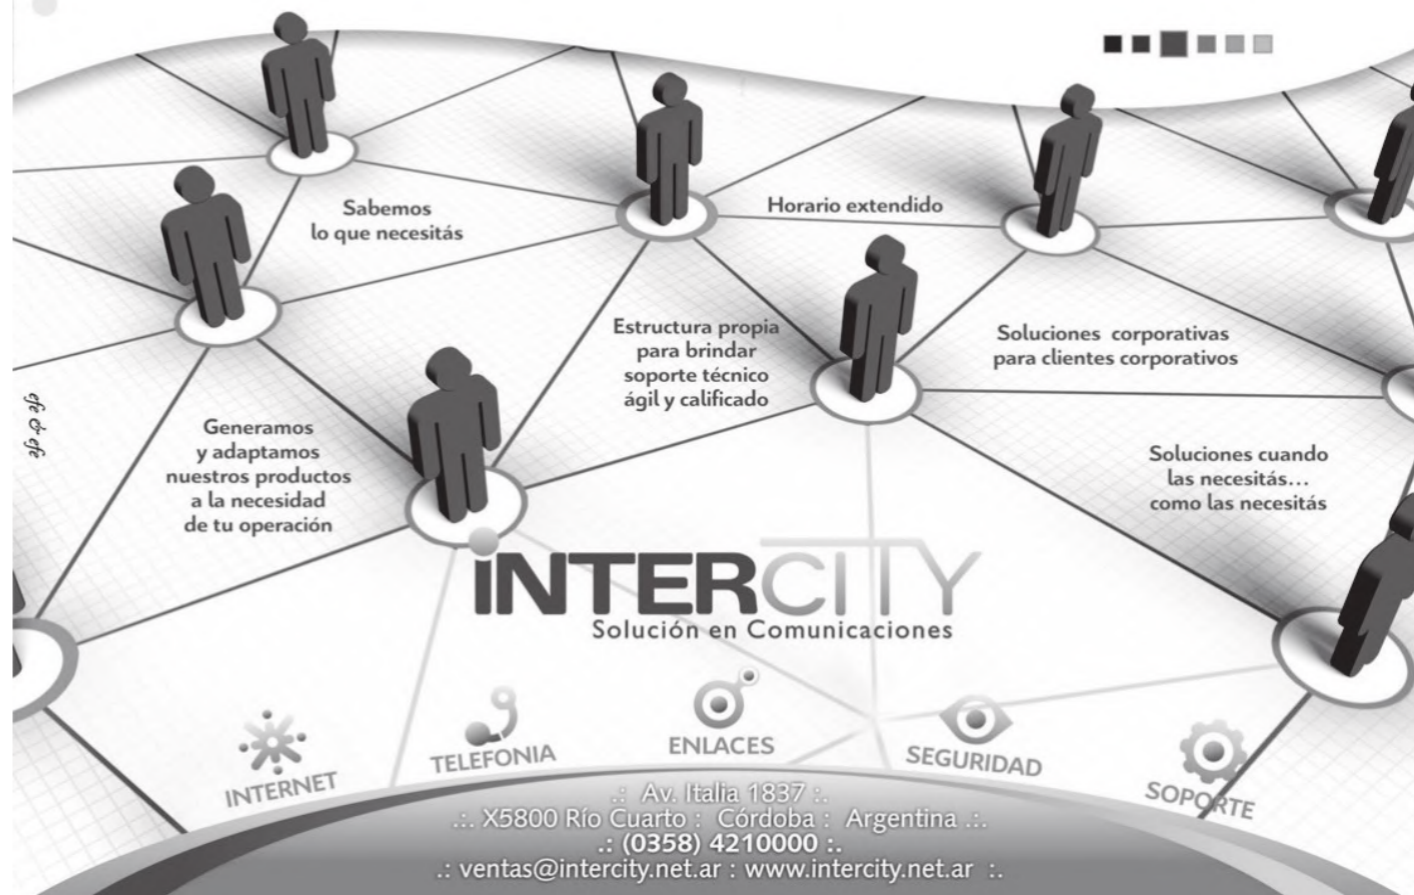 Sabemos
lo que necesitás
Horario extendido
Estructura propia
para brindar
soporte técnico
ágil y calificado
Soluciones corporativas
para clientes corporativos
efe & efe
Generamos
y adaptamos
nuestros productos
a la necesidad
de tu operación
Soluciones cuando
las necesitás...
como las necesitás
INTERCITY
Solución en Comunicaciones
INTERNET
TELEFONIA
ENLACES
SEGURIDAD
SOPORTE
.: Av. Italia 1837 :.
.:. X5800 Río Cuarto : Córdoba : Argentina .:.
.: (0358) 4210000 :.
.: ventas@intercity.net.ar : www.intercity.net.ar :.